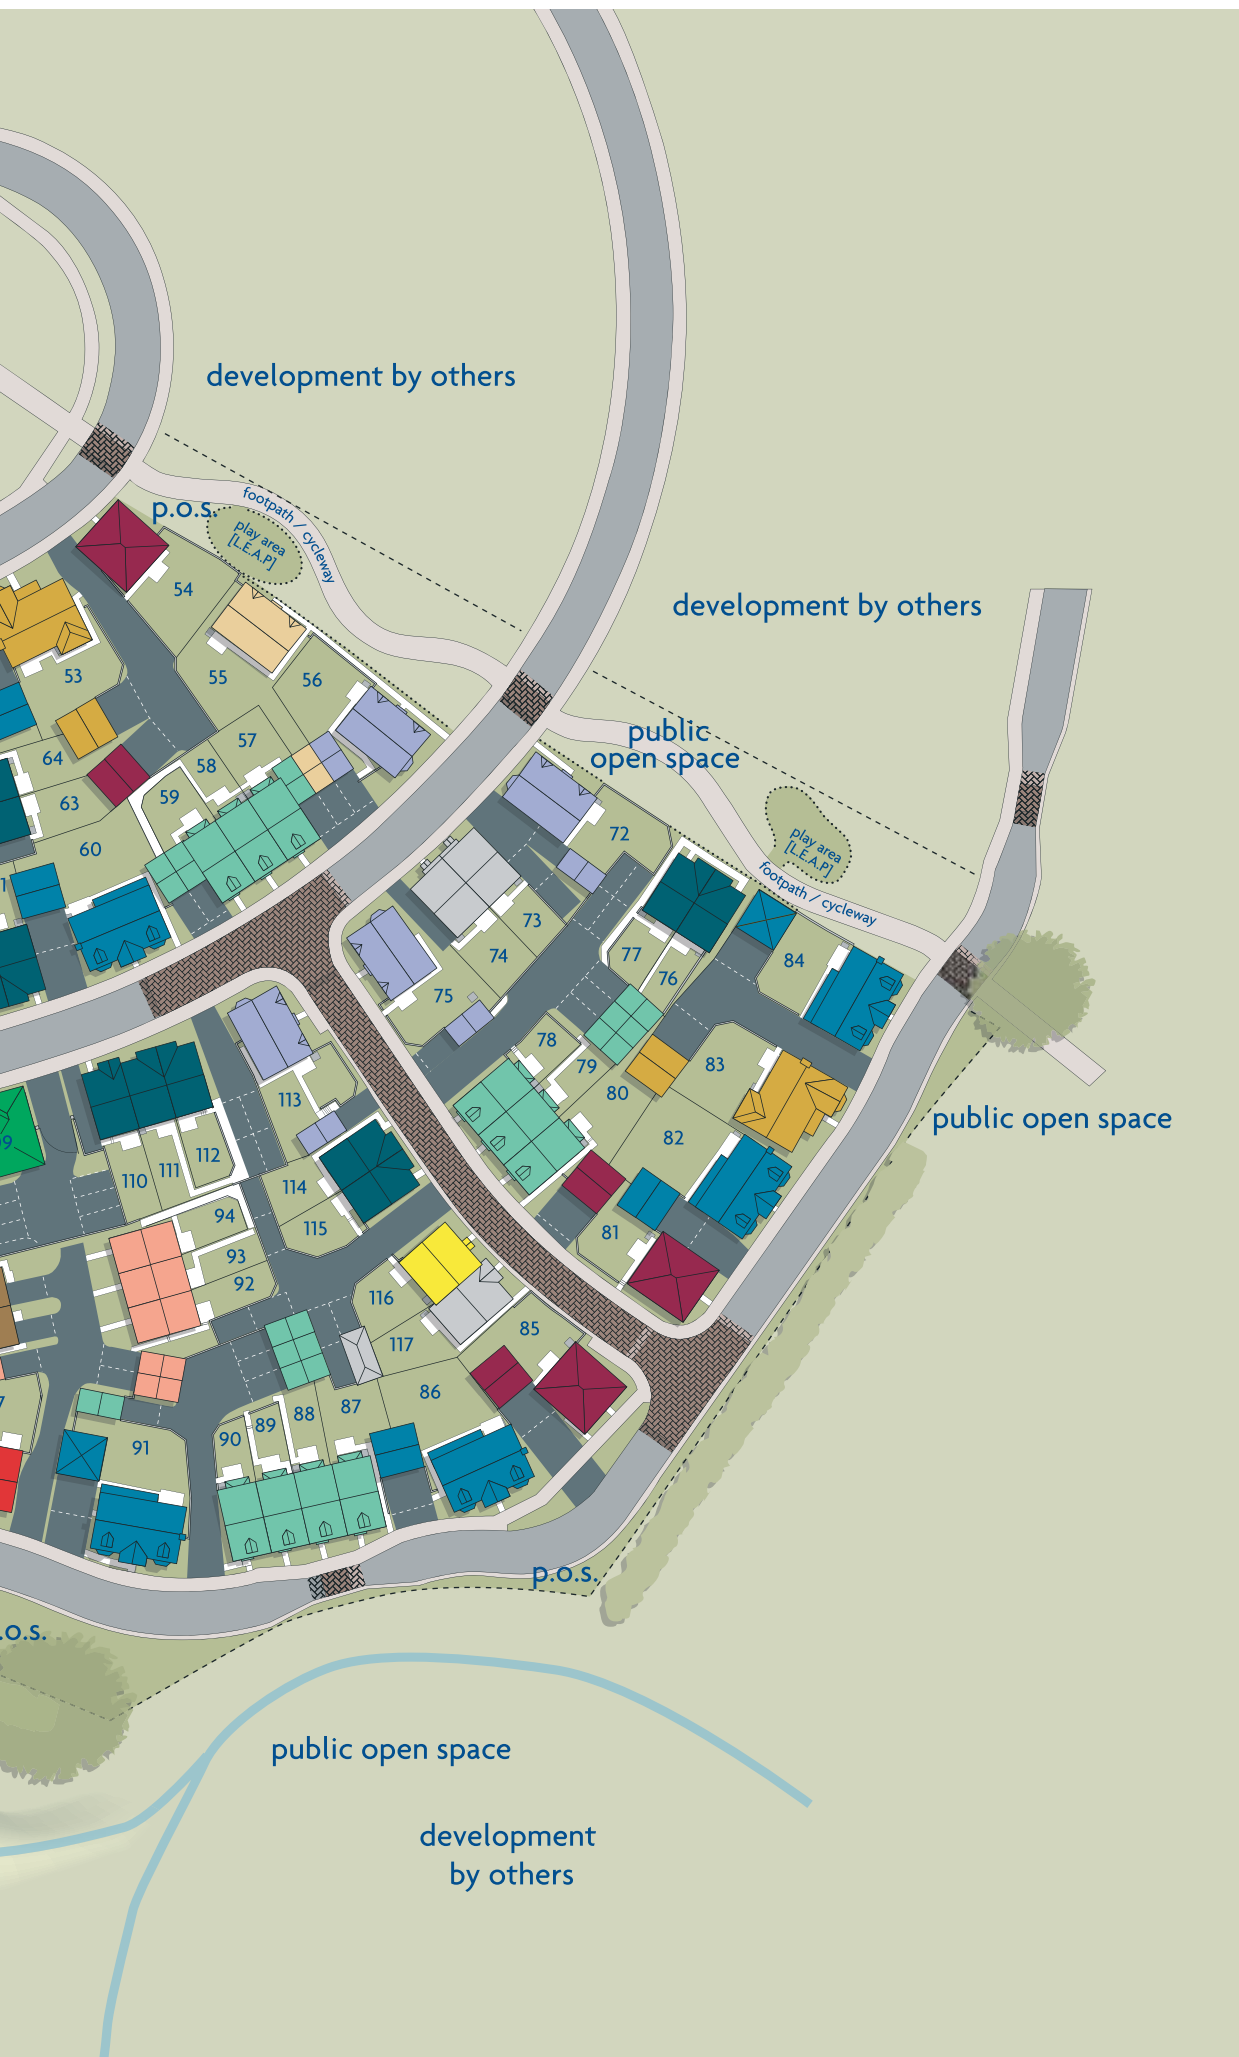 development by others
p.o.s.
footpath / cycleway
play area
[L.E.A.P]
54
development by others
53
55
56
public
open space
57
64
58
63
59
72
play area
[L.E.A.P]
60
footpath / cycleway
73
77
74
84
76
75
78
83
79
80
113
public open space
82
112
111
110
114
94
115
81
93
92
116
85
117
86
87
88
89
90
91
p.o.s.
public open space
development
by others